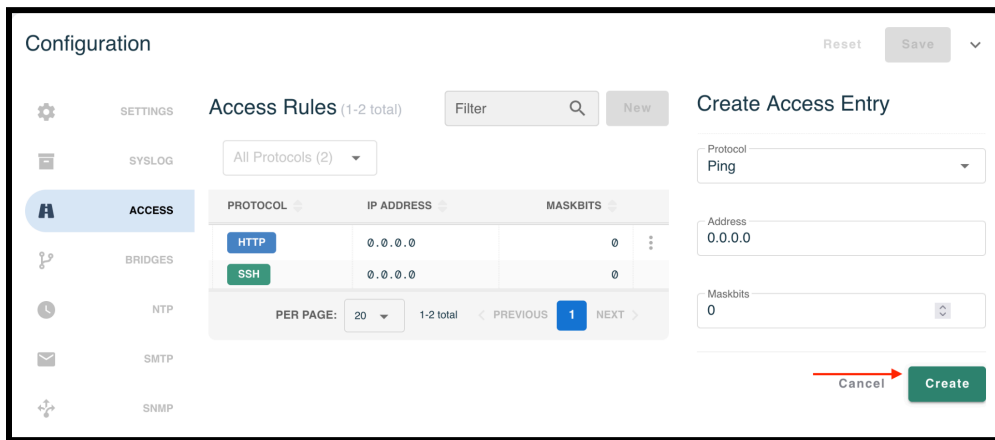 Configuration
Reset Save
SETTINGS
SYSLOG
ACCESS
BRIDGES
NTP
SMTP
SNMP
Access Rules (1-2 total)
Filter
New
All Protocols (2)
PROTOCOL IP ADDRESS MASKBITS
HTTP 0.0.0.0 0
SSH 0.0.0.0 0
PER PAGE: 20 1-2 total < PREVIOUS 1 NEXT >
Create Access Entry
Protocol
Ping
Address
0.0.0.0
Maskbits
0
Cancel Create